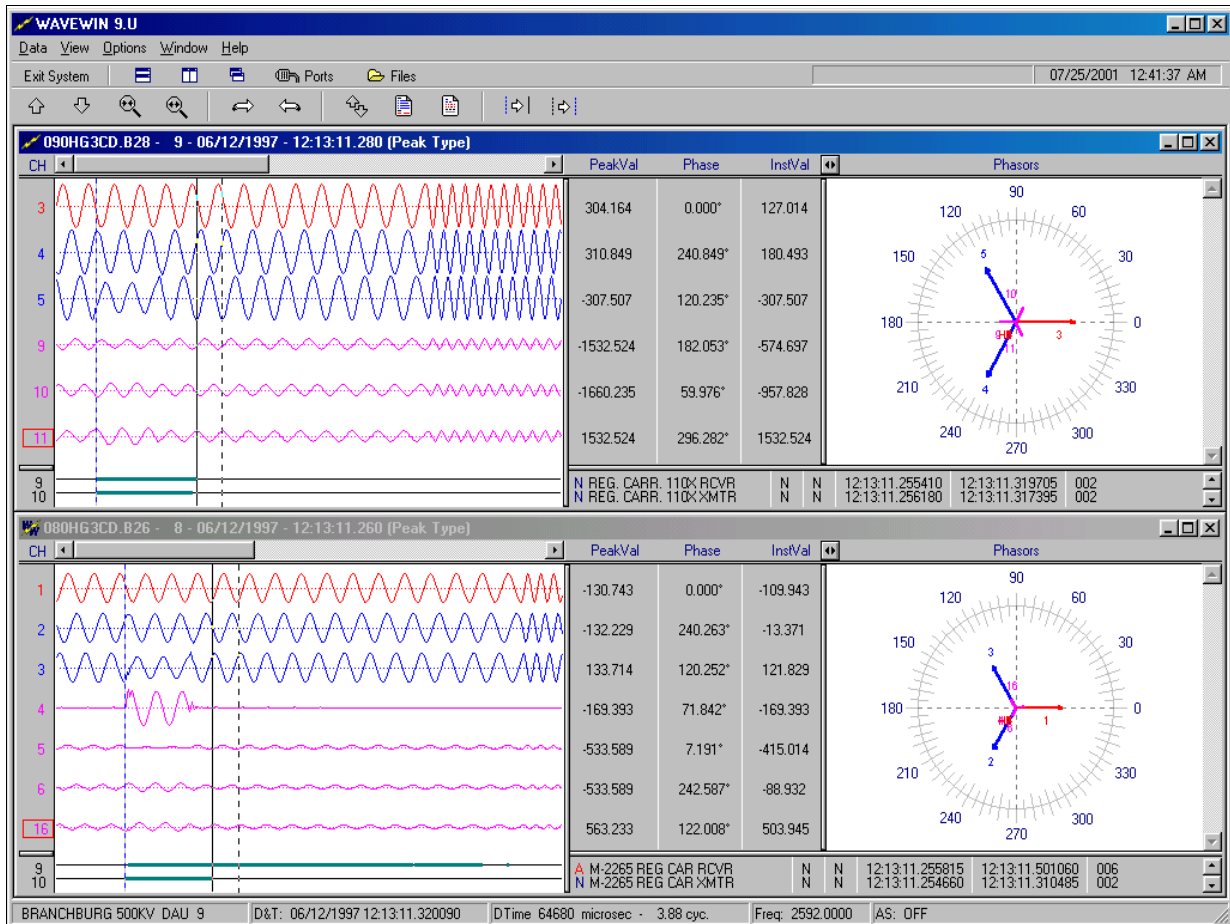 WAVEWIN 9.U
Data View Options Window Help
Exit System Ports Files 07/25/2001 12:41:37 AM
090HG3CD.B28 - 9 - 06/12/1997 - 12:13:11.280 (Peak Type)
CH PeakVal Phase InstVal Phasors
3 304.164 0.000° 127.014
4 310.849 240.849° 180.493
5 -307.507 120.235° -307.507
9 -1532.524 182.053° -574.697
10 -1660.235 59.976° -957.828
11 1532.524 296.282° 1532.524
90
120 60
150 30
180 0
210 330
240 300
270
5
10
9 3
11
4
9 N REG. CARR. 110X RCVR N N 12:13:11.255410 12:13:11.319705 002
10 N REG. CARR. 110X XMTR N N 12:13:11.256180 12:13:11.317395 002
080HG3CD.B26 - 8 - 06/12/1997 - 12:13:11.260 (Peak Type)
CH PeakVal Phase InstVal Phasors
1 -130.743 0.000° -109.943
2 -132.229 240.263° -13.371
3 133.714 120.252° 121.829
4 -169.393 71.842° -169.393
5 -533.589 7.191° -415.014
6 -533.589 242.587° -88.932
16 563.233 122.008° 503.945
90
120 60
150 30
180 0
210 330
240 300
270
3
16
1
6
2
9 A M-2265 REG CAR RCVR N N 12:13:11.255815 12:13:11.501060 006
10 N M-2265 REG CAR XMTR N N 12:13:11.254660 12:13:11.310485 002
BRANCHBURG 500KV DAU 9 D&T: 06/12/1997 12:13:11.320090 DTime 64680 microsec - 3.88 cyc. Freq: 2592.0000 AS: OFF